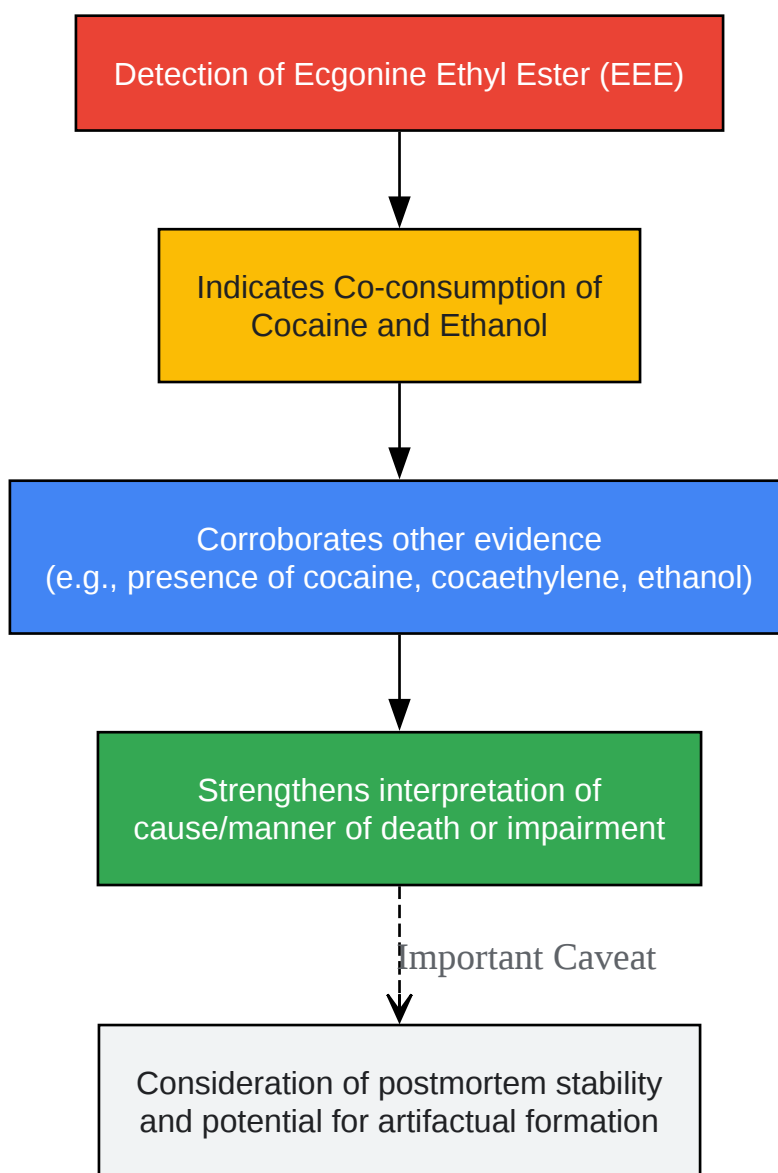 Detection of Ecgonine Ethyl Ester (EEE)
Indicates Co-consumption of
Cocaine and Ethanol
Corroborates other evidence
(e.g., presence of cocaine, cocaethylene, ethanol)
Strengthens interpretation of
cause/manner of death or impairment
Important Caveat
Consideration of postmortem stability
and potential for artifactual formation